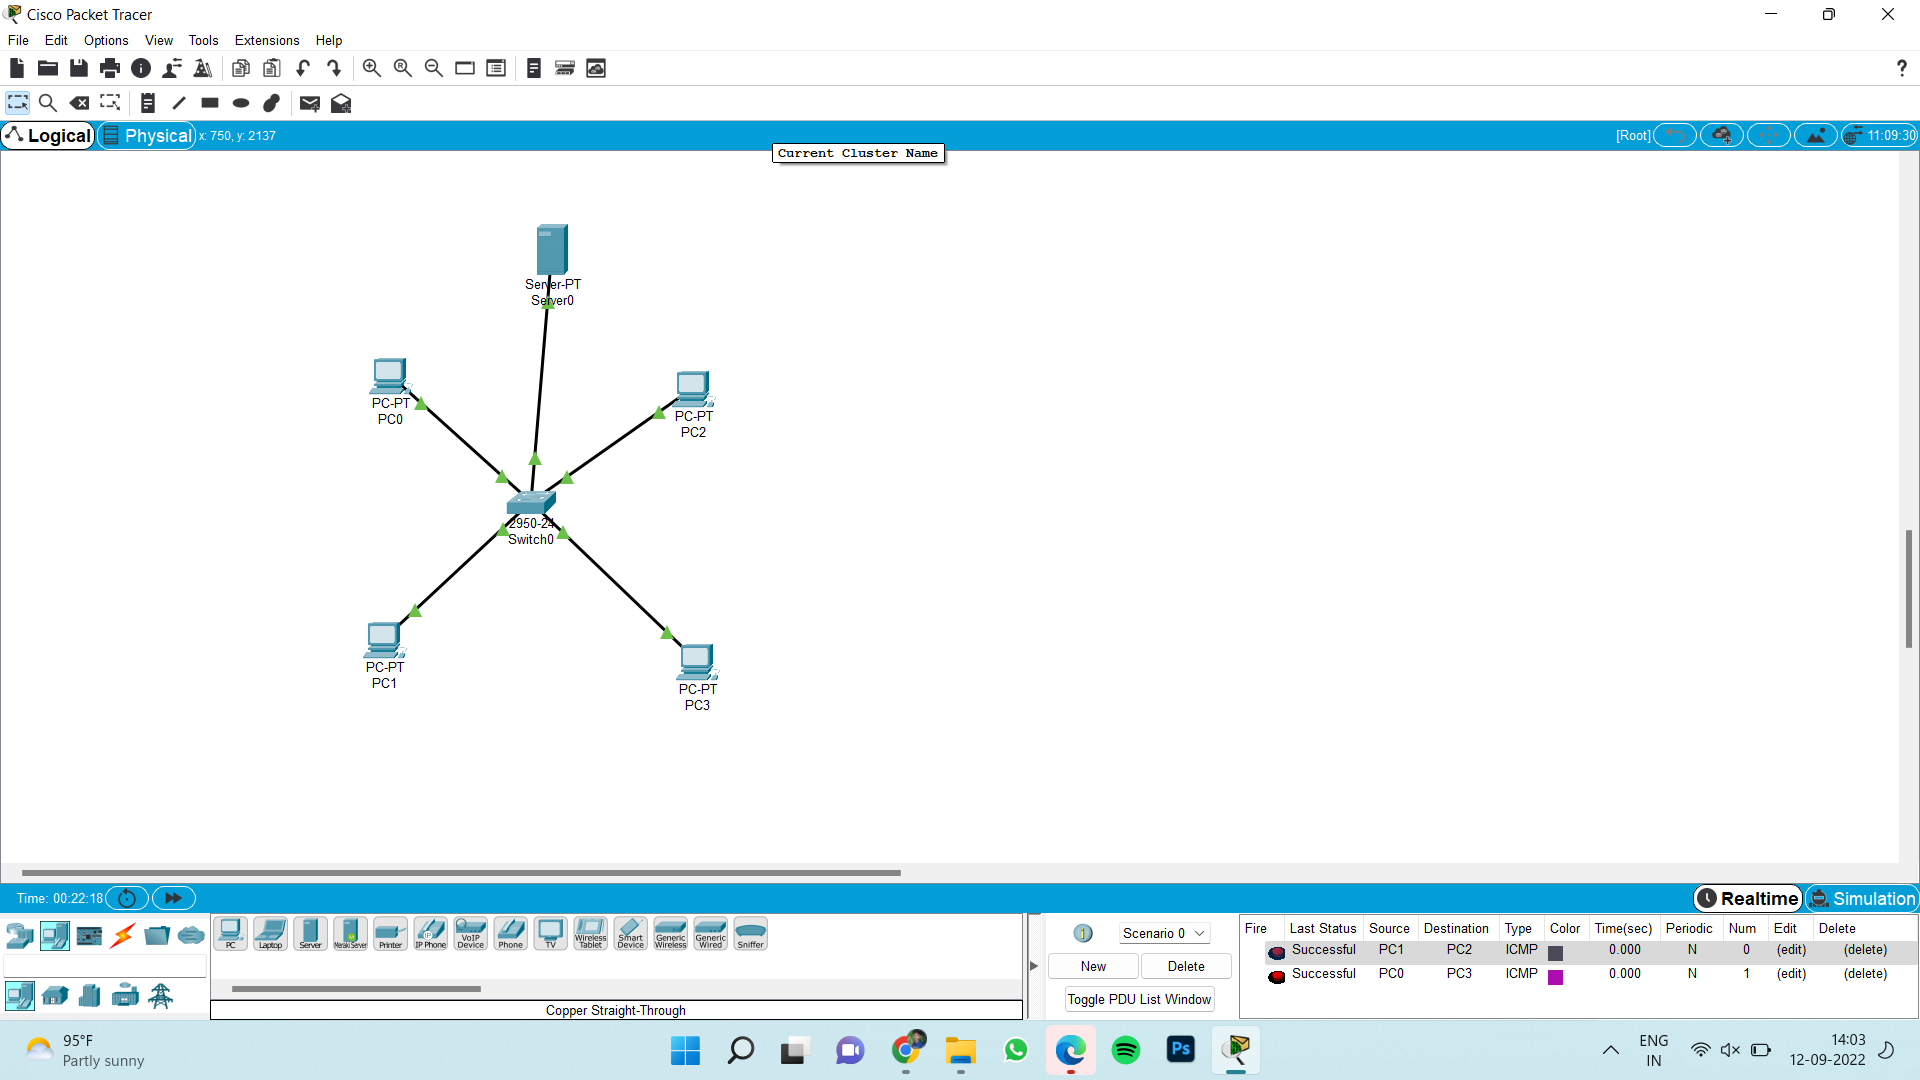 Cisco Packet Tracer
File Edit Options View Tools Extensions Help
Logical Physical x: 750, y: 2137 [Root] 11:09:30
Current Cluster Name
Server-PT
Server0
PC-PT
PC0
PC-PT
PC2
2950-24
Switch0
PC-PT
PC1
PC-PT
PC3
Time: 00:22:18 Realtime Simulation
PC Laptop Server Meraki Server Printer IP Phone VoIP Device Phone TV Wireless Tablet Smart Device Generic Wireless Generic Wired Sniffer
Copper Straight-Through
Scenario 0
New Delete
Toggle PDU List Window
Fire Last Status Source Destination Type Color Time(sec) Periodic Num Edit Delete
Successful PC1 PC2 ICMP 0.000 N 0 (edit) (delete)
Successful PC0 PC3 ICMP 0.000 N 1 (edit) (delete)
95°F
Partly sunny
Ps
ENG
IN
14:03
12-09-2022